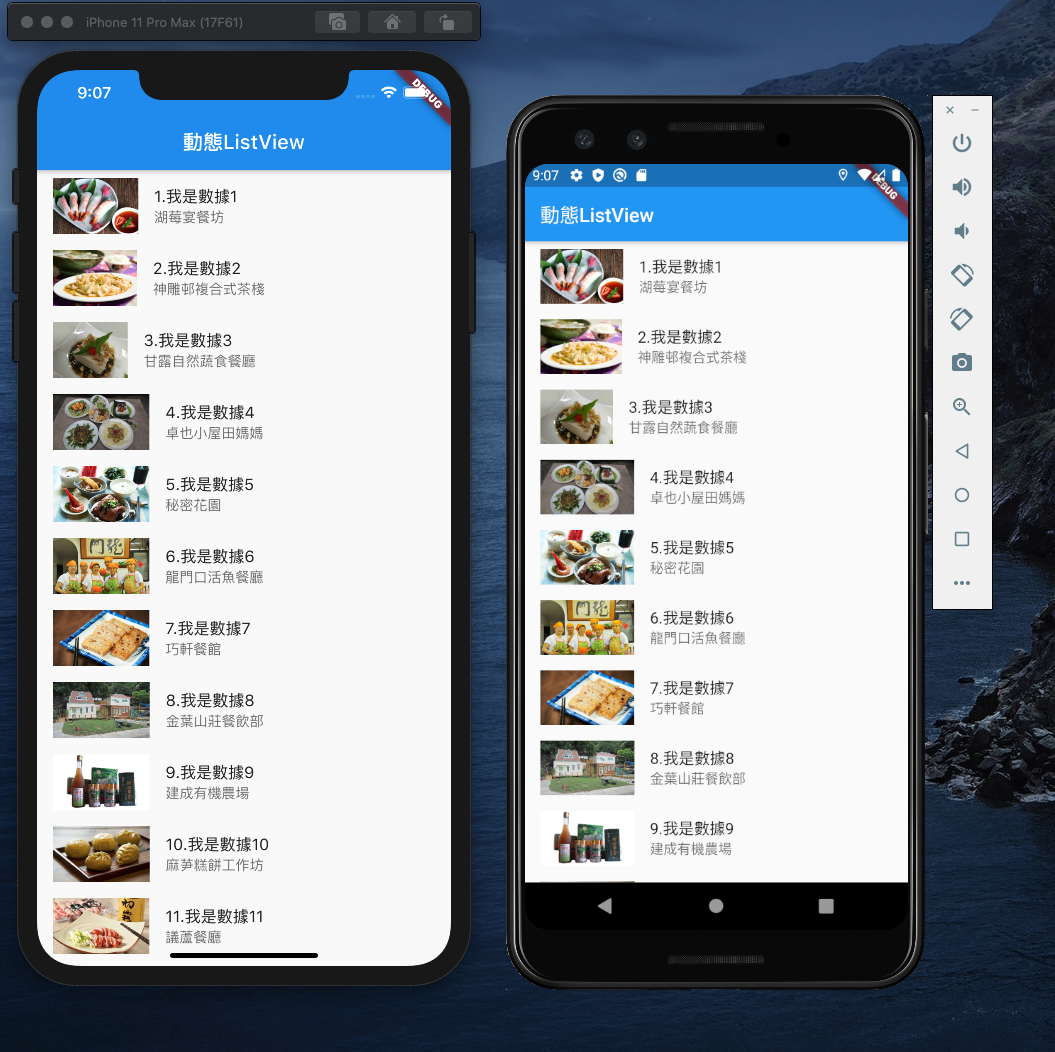 iPhone 11 Pro Max (17F61)
9:07
DEBUG
動態ListView
1.我是數據1
湖莓宴餐坊
2.我是數據2
神雕邨複合式茶棧
3.我是數據3
甘露自然蔬食餐廳
4.我是數據4
卓也小屋田媽媽
5.我是數據5
秘密花園
6.我是數據6
龍門口活魚餐廳
7.我是數據7
巧軒餐館
8.我是數據8
金葉山莊餐飲部
9.我是數據9
建成有機農場
10.我是數據10
麻笋糕餅工作坊
11.我是數據11
議蘆餐廳
9:07
DEBUG
動態ListView
1.我是數據1
湖莓宴餐坊
2.我是數據2
神雕邨複合式茶棧
3.我是數據3
甘露自然蔬食餐廳
4.我是數據4
卓也小屋田媽媽
5.我是數據5
秘密花園
6.我是數據6
龍門口活魚餐廳
7.我是數據7
巧軒餐館
8.我是數據8
金葉山莊餐飲部
9.我是數據9
建成有機農場